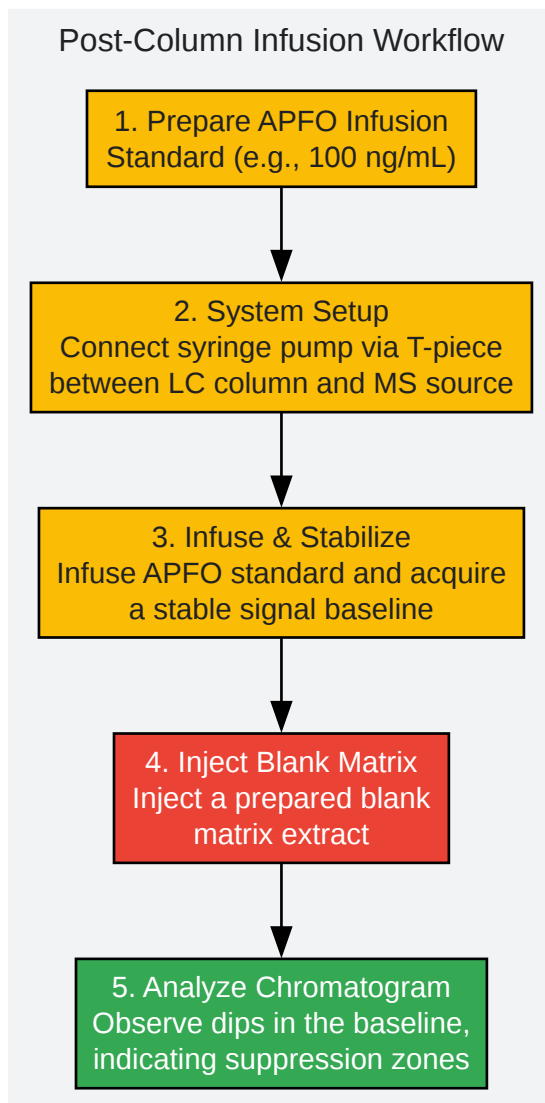 Post-Column Infusion Workflow
1. Prepare APFO Infusion
Standard (e.g., 100 ng/mL)
2. System Setup
Connect syringe pump via T-piece
between LC column and MS source
3. Infuse & Stabilize
Infuse APFO standard and acquire
a stable signal baseline
4. Inject Blank Matrix
Inject a prepared blank
matrix extract
5. Analyze Chromatogram
Observe dips in the baseline,
indicating suppression zones